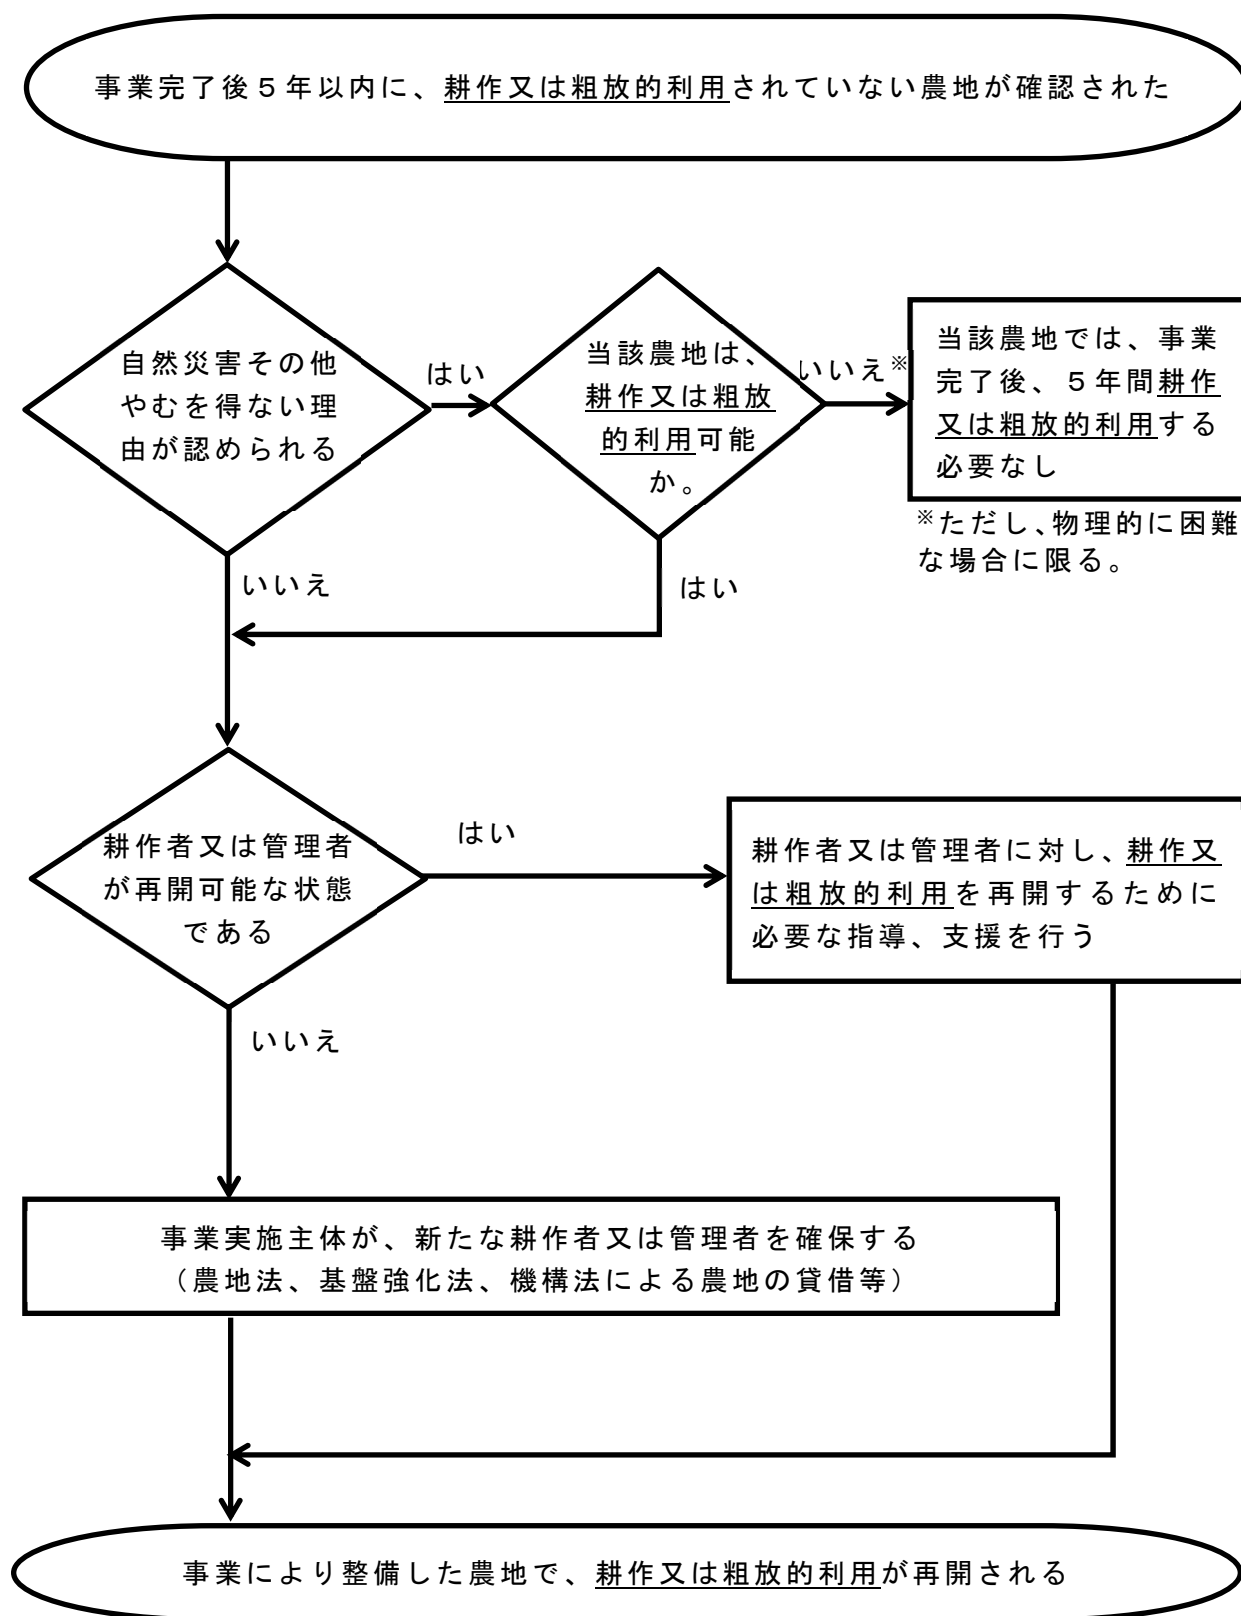 事業完了後５年以内に、耕作又は粗放的利用されていない農地が確認された
自然災害その他
やむを得ない理
由が認められる
はい
当該農地は、
耕作又は粗放
的利用可能
か。
いいえ※
当該農地では、事業
完了後、５年間耕作
又は粗放的利用する
必要なし
※ただし、物理的に困難
な場合に限る。
いいえ
はい
耕作者又は管理者
が再開可能な状態
である
はい
耕作者又は管理者に対し、耕作又
は粗放的利用を再開するために
必要な指導、支援を行う
いいえ
事業実施主体が、新たな耕作者又は管理者を確保する
（農地法、基盤強化法、機構法による農地の貸借等）
事業により整備した農地で、耕作又は粗放的利用が再開される